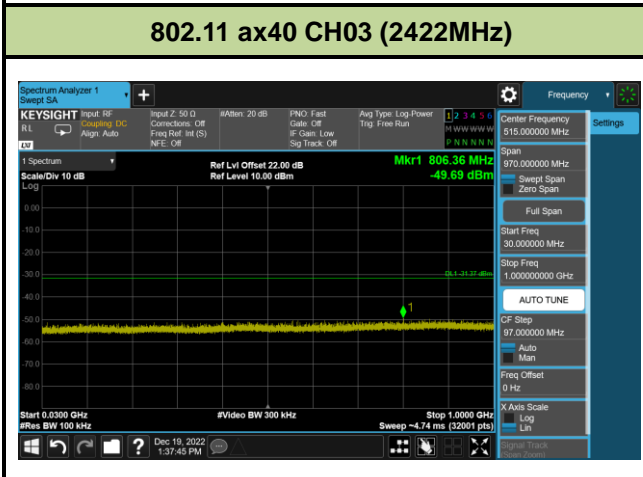 802.11 ax40 CH03 (2422MHz)
Spectrum Analyzer 1
Swept SA
+
Frequency
KEYSIGHT
RL
LXI
Input: RF
Coupling: DC
Align: Auto
Input Z: 50 Ω
Corrections: Off
Freq Ref: Int (S)
NFE: Off
#Atten: 20 dB
PNO: Fast
Gate: Off
IF Gain: Low
Sig Track: Off
Avg Type: Log-Power
Trig: Free Run
1 2 3 4 5 6
M W W W W W
P N N N N N
1 Spectrum
Scale/Div 10 dB
Log
Ref Lvl Offset 22.00 dB
Ref Level 10.00 dBm
Mkr1 806.36 MHz
-49.69 dBm
0.00
-10.0
-20.0
-30.0
-40.0
-50.0
-60.0
-70.0
-80.0
DL1 -31.37 dBm
1
Start 0.0300 GHz
#Res BW 100 kHz
#Video BW 300 kHz
Stop 1.0000 GHz
Sweep ~4.74 ms (32001 pts)
?
Dec 19, 2022
1:37:45 PM
Center Frequency
515.000000 MHz
Span
970.000000 MHz
Swept Span
Zero Span
Full Span
Start Freq
30.000000 MHz
Stop Freq
1.000000000 GHz
AUTO TUNE
CF Step
97.000000 MHz
Auto
Man
Freq Offset
0 Hz
X Axis Scale
Log
Lin
Signal Track
(Span Zoom)
Settings